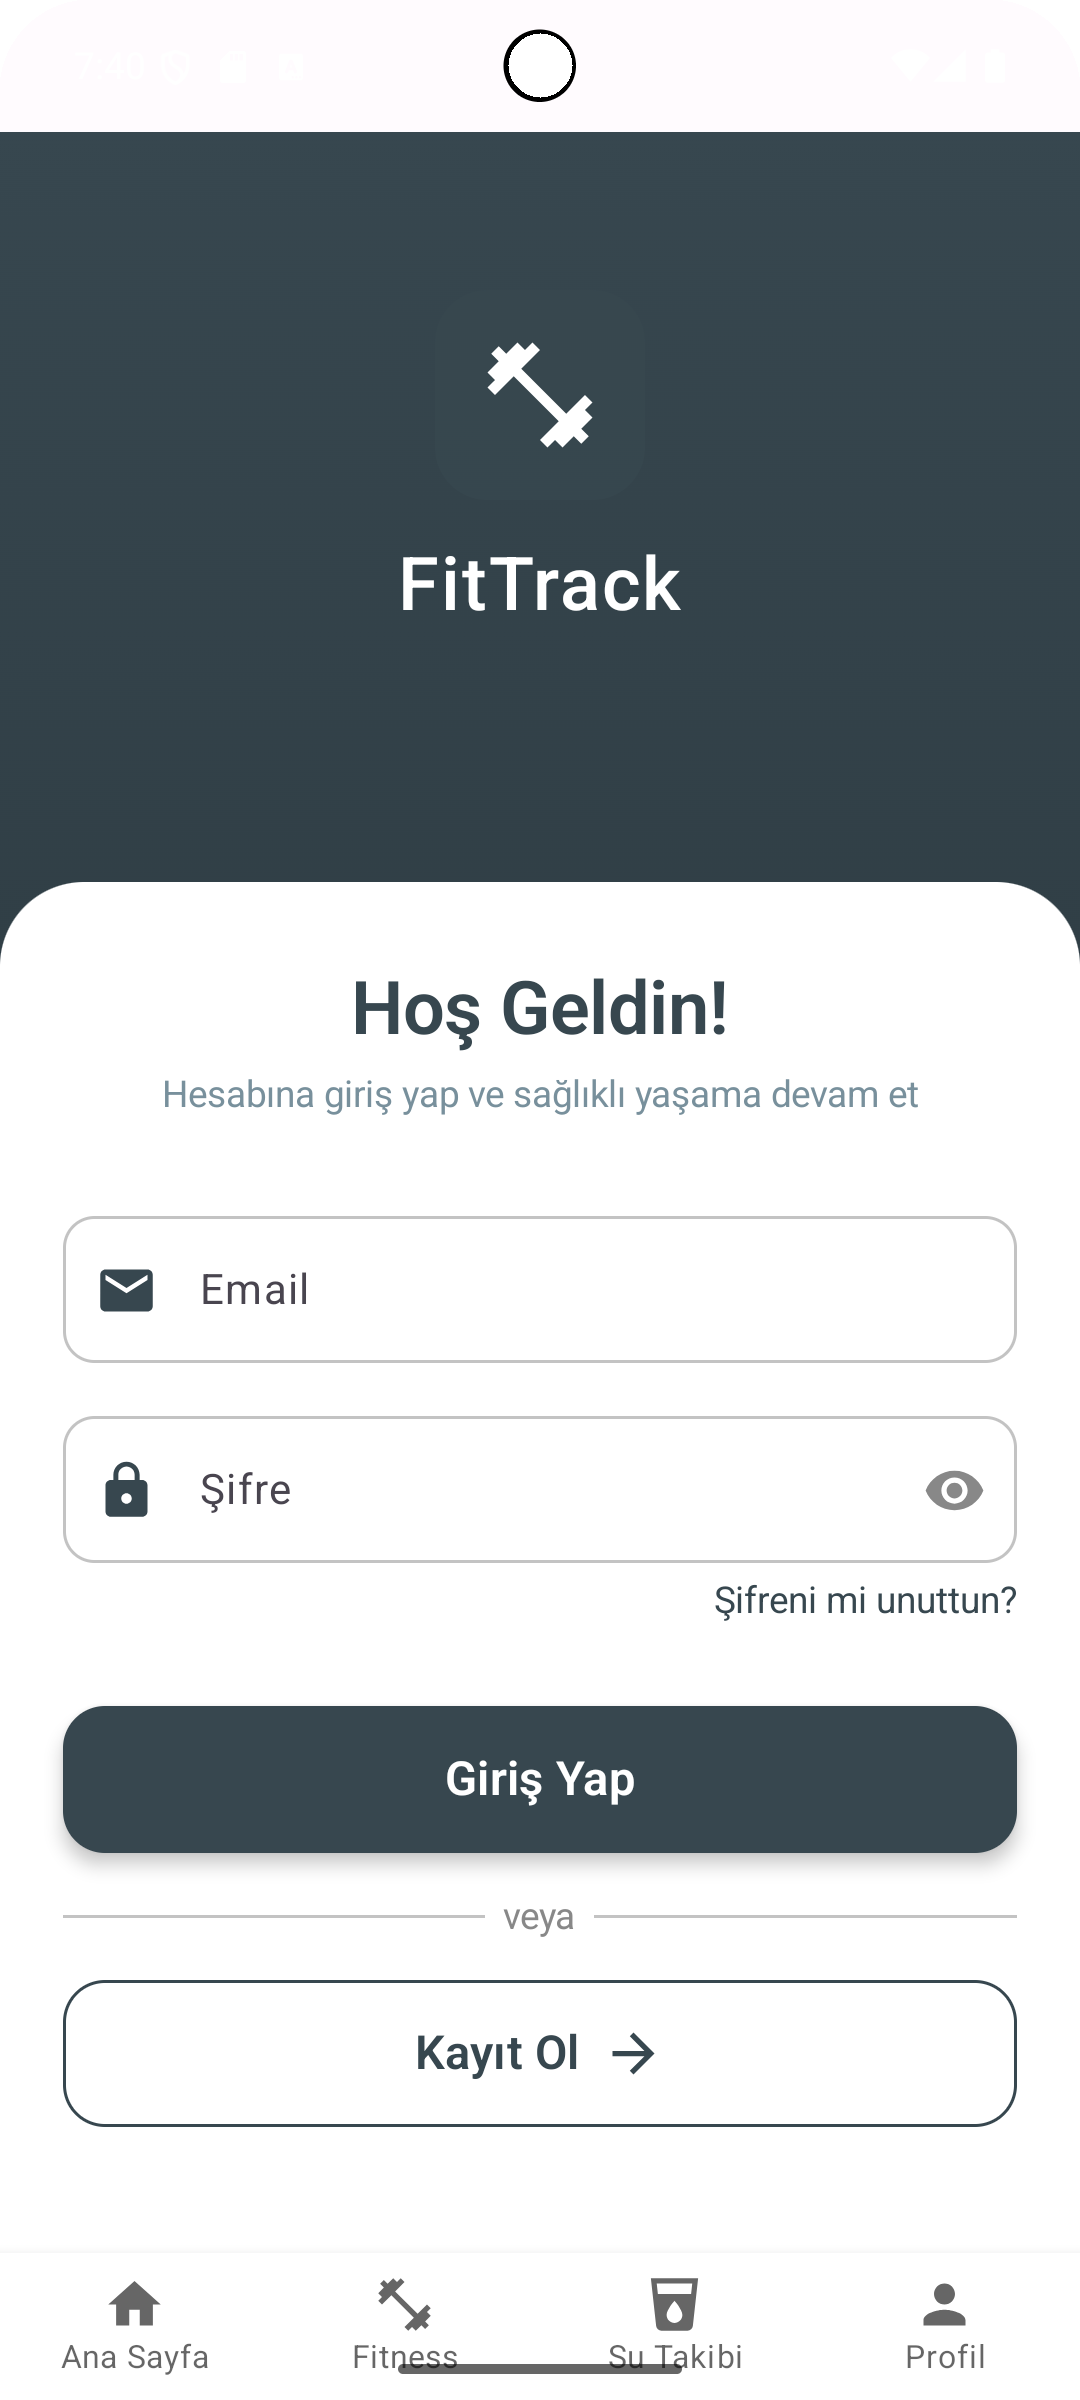 FitTrack
Hoş Geldin!
Hesabına giriş yap ve sağlıklı yaşama devam et
Email
Şifre
Şifreni mi unuttun?
Giriş Yap
veya
Kayıt Ol
Ana Sayfa
Fitness
Su Takibi
Profil